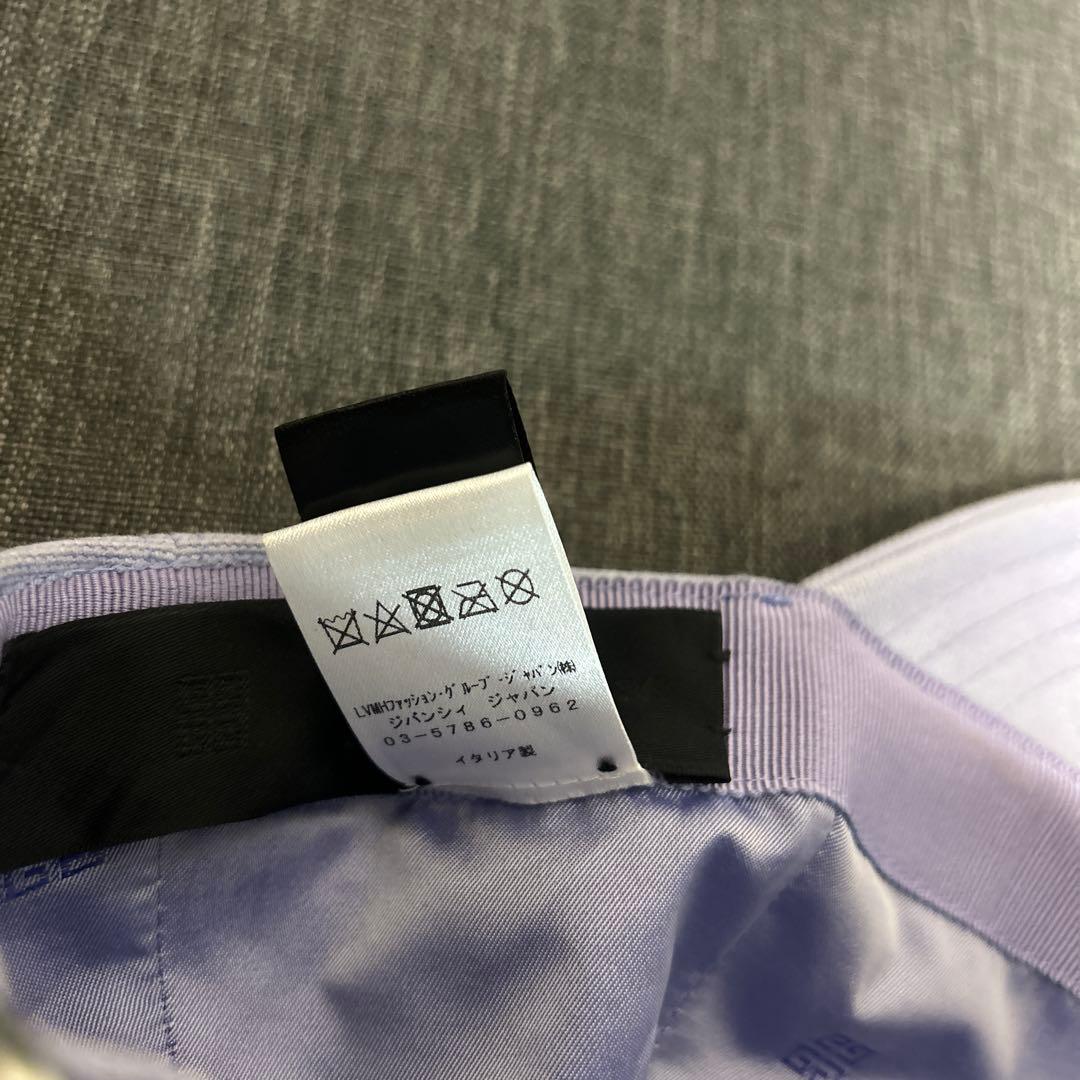 LVMHファッション・グループ・ジャパン(株)
ジバンシィ ジャパン
03-5786-0962
イタリア製